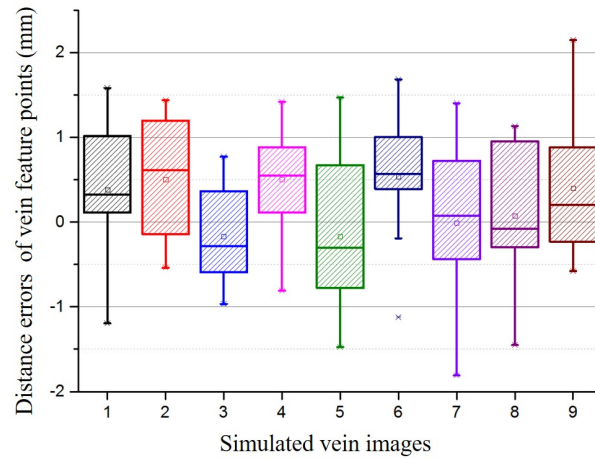 Distance errors of vein feature points (mm)
2
1
0
-1
-2
1 2 3 4 5 6 7 8 9
Simulated vein images